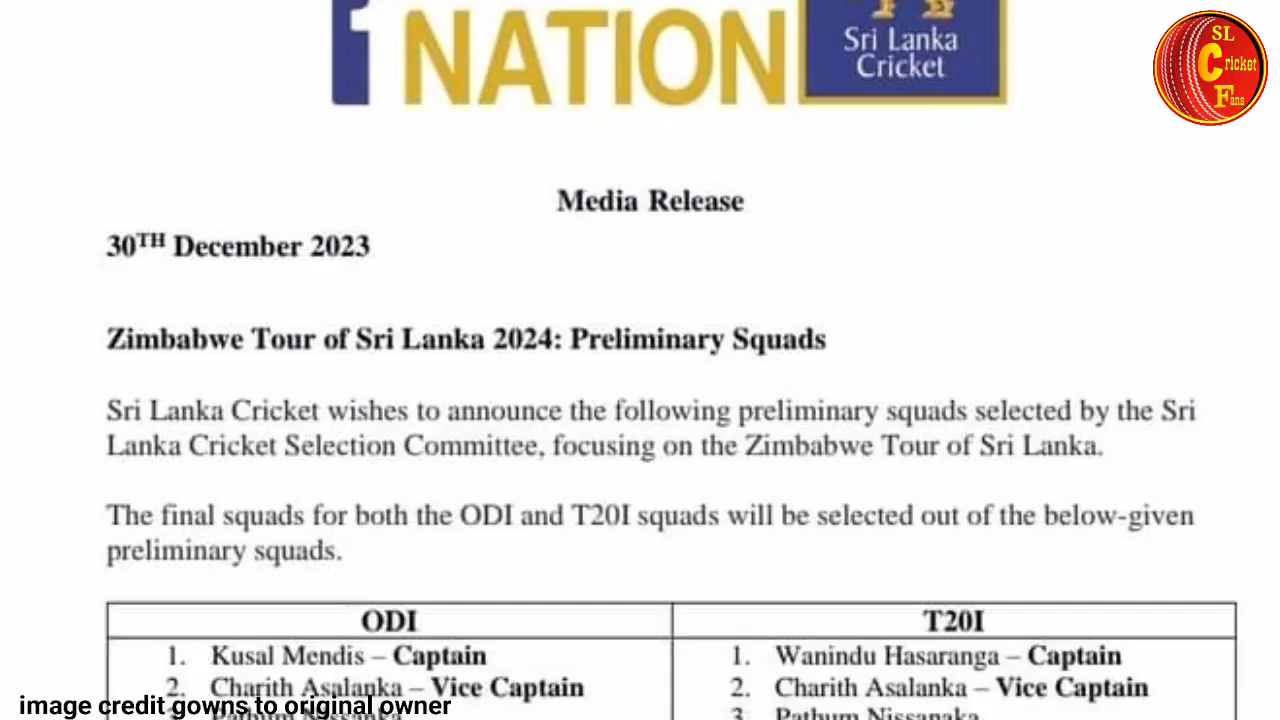 1 NATION
Sri Lanka
Cricket
SL
Cricket
Fans
Media Release
30TH December 2023
Zimbabwe Tour of Sri Lanka 2024: Preliminary Squads
Sri Lanka Cricket wishes to announce the following preliminary squads selected by the Sri
Lanka Cricket Selection Committee, focusing on the Zimbabwe Tour of Sri Lanka.
The final squads for both the ODI and T20I squads will be selected out of the below-given
preliminary squads.
ODI
T20I
1. Kusal Mendis – Captain
1. Wanindu Hasaranga – Captain
2. Charith Asalanka – Vice Captain
2. Charith Asalanka – Vice Captain
3. Pathum Nissanaka
image credit gowns to original owner